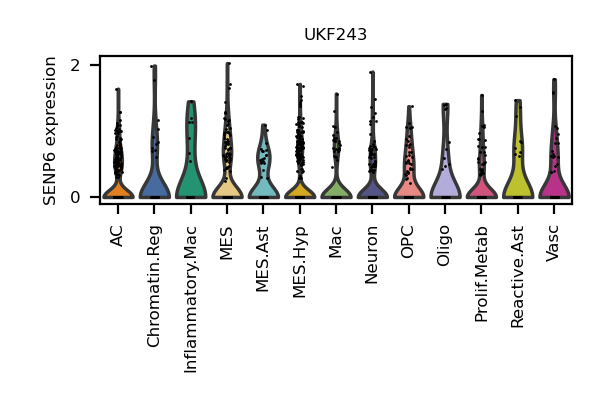 UKF243
SENP6 expression
2
0
AC
Chromatin.Reg
Inflammatory.Mac
MES
MES.Ast
MES.Hyp
Mac
Neuron
OPC
Oligo
Prolif.Metab
Reactive.Ast
Vasc